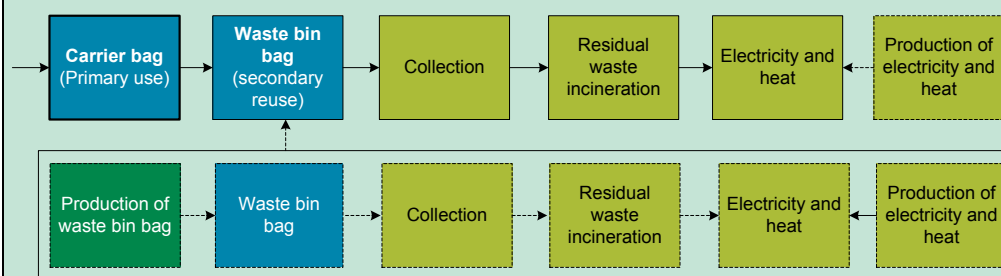 Carrier bag
(Primary use)
Waste bin
bag
(secondary
reuse)
Collection
Residual
waste
incineration
Electricity and
heat
Production of
electricity and
heat
Production of
waste bin bag
Waste bin
bag
Collection
Residual
waste
incineration
Electricity and
heat
Production of
electricity and
heat